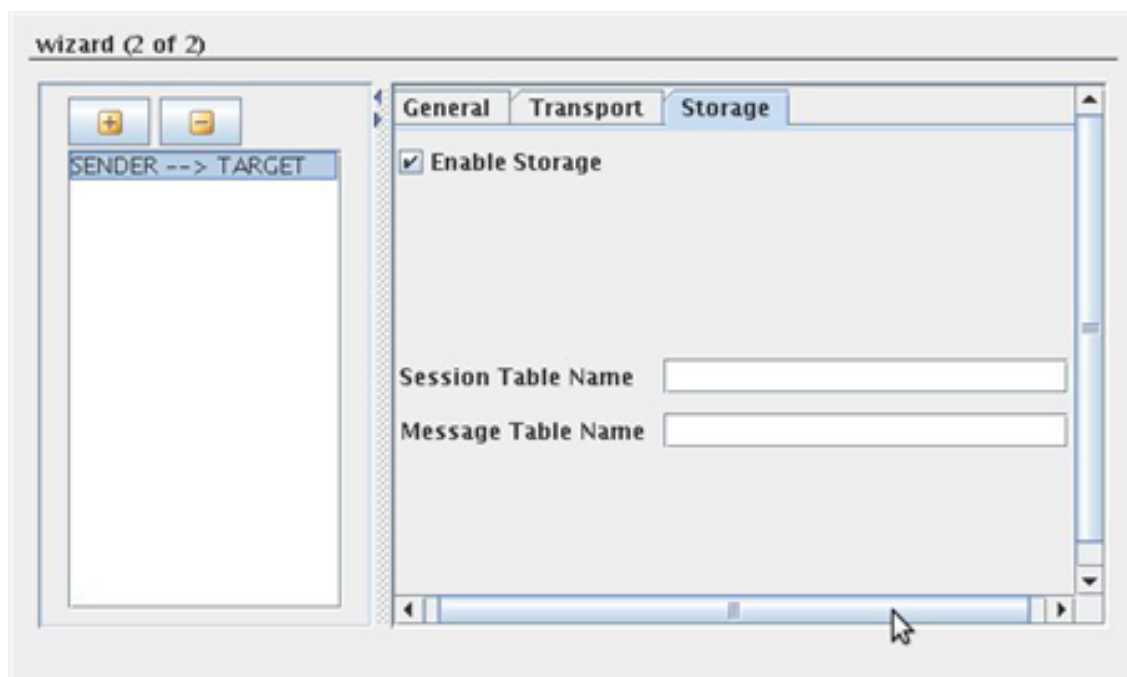 wizard (2 of 2)
SENDER --> TARGET
General Transport Storage
Enable Storage
Session Table Name
Message Table Name